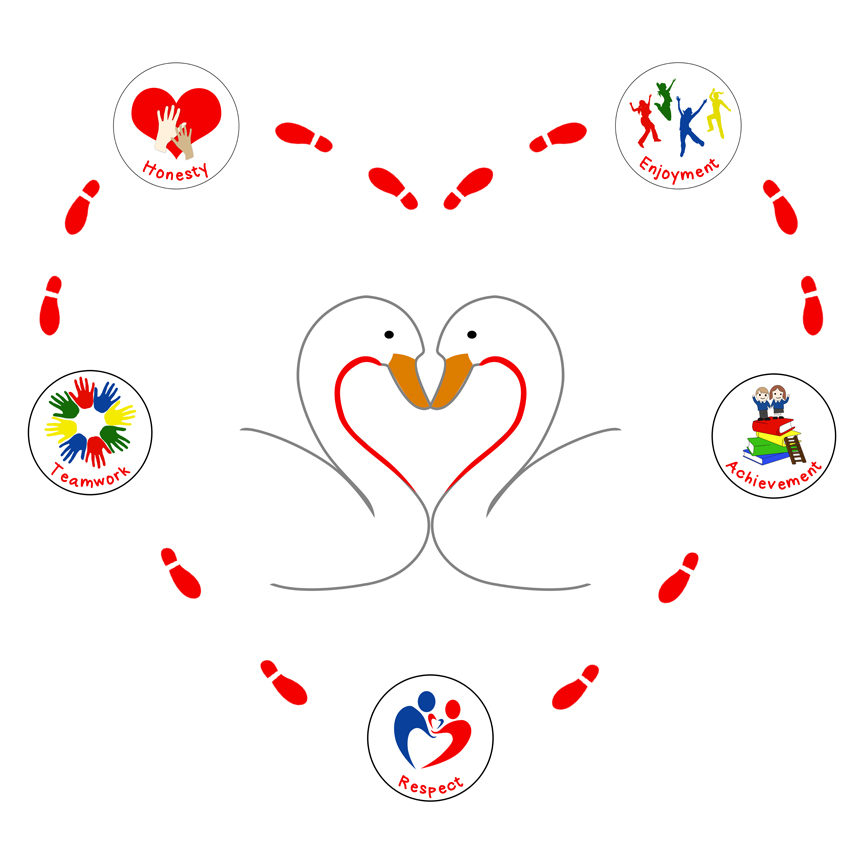 Honesty
Enjoyment
Teamwork
Achievement
Respect